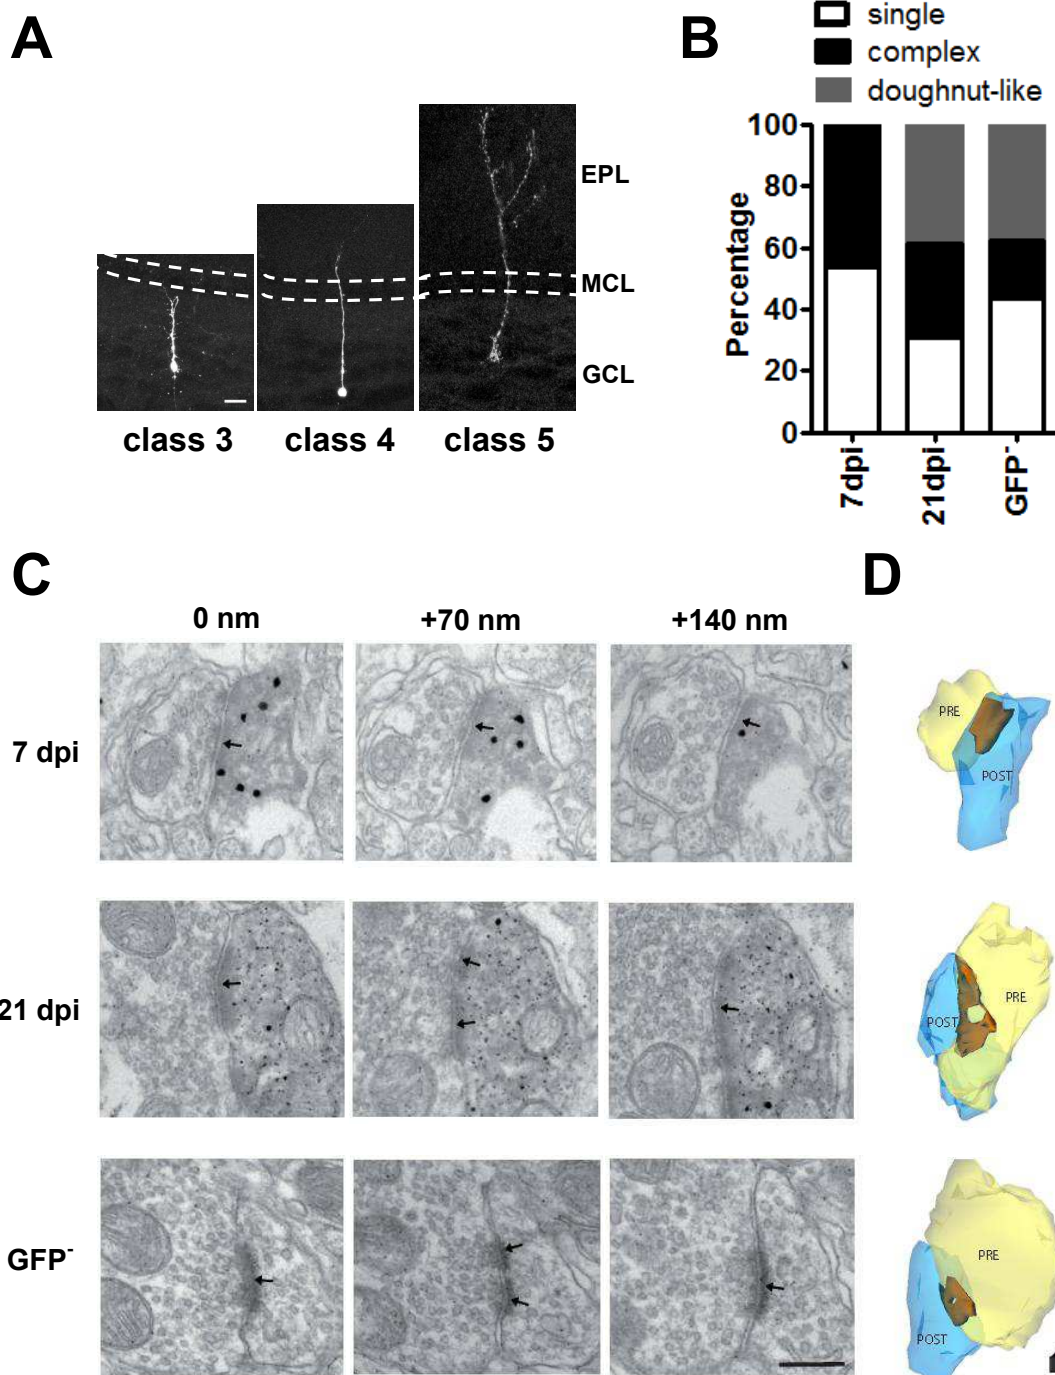 A
EPL
MCL
GCL
class 3 class 4 class 5
B
single
complex
doughnut-like
Percentage
100
80
60
40
20
0
7dpi
21dpi
GFP-
C
0 nm +70 nm +140 nm
7 dpi
21 dpi
GFP-
D
PRE
POST
POST
PRE
PRE
POST